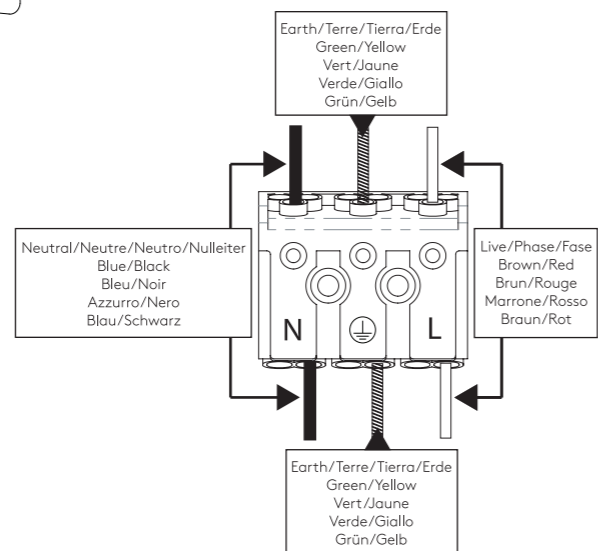 Earth/Terre/Tierra/Erde
Green/Yellow
Vert/Jaune
Verde/Giallo
Grün/Gelb
Neutral/Neutre/Neutro/Nulleiter
Blue/Black
Bleu/Noir
Azzurro/Nero
Blau/Schwarz
Live/Phase/Fase
Brown/Red
Brun/Rouge
Marrone/Rosso
Braun/Rot
N L
Earth/Terre/Tierra/Erde
Green/Yellow
Vert/Jaune
Verde/Giallo
Grün/Gelb